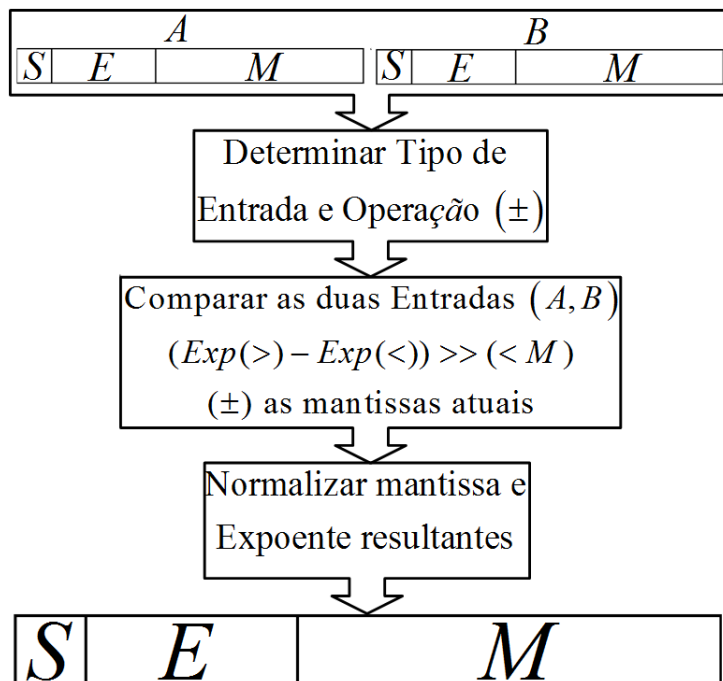 A B
S E M S E M
Determinar Tipo de
Entrada e Operação (±)
Comparar as duas Entradas (A,B)
(Exp(>) − Exp(<)) >> (< M)
(±) as mantissas atuais
Normalizar mantissa e
Expoente resultantes
S E M